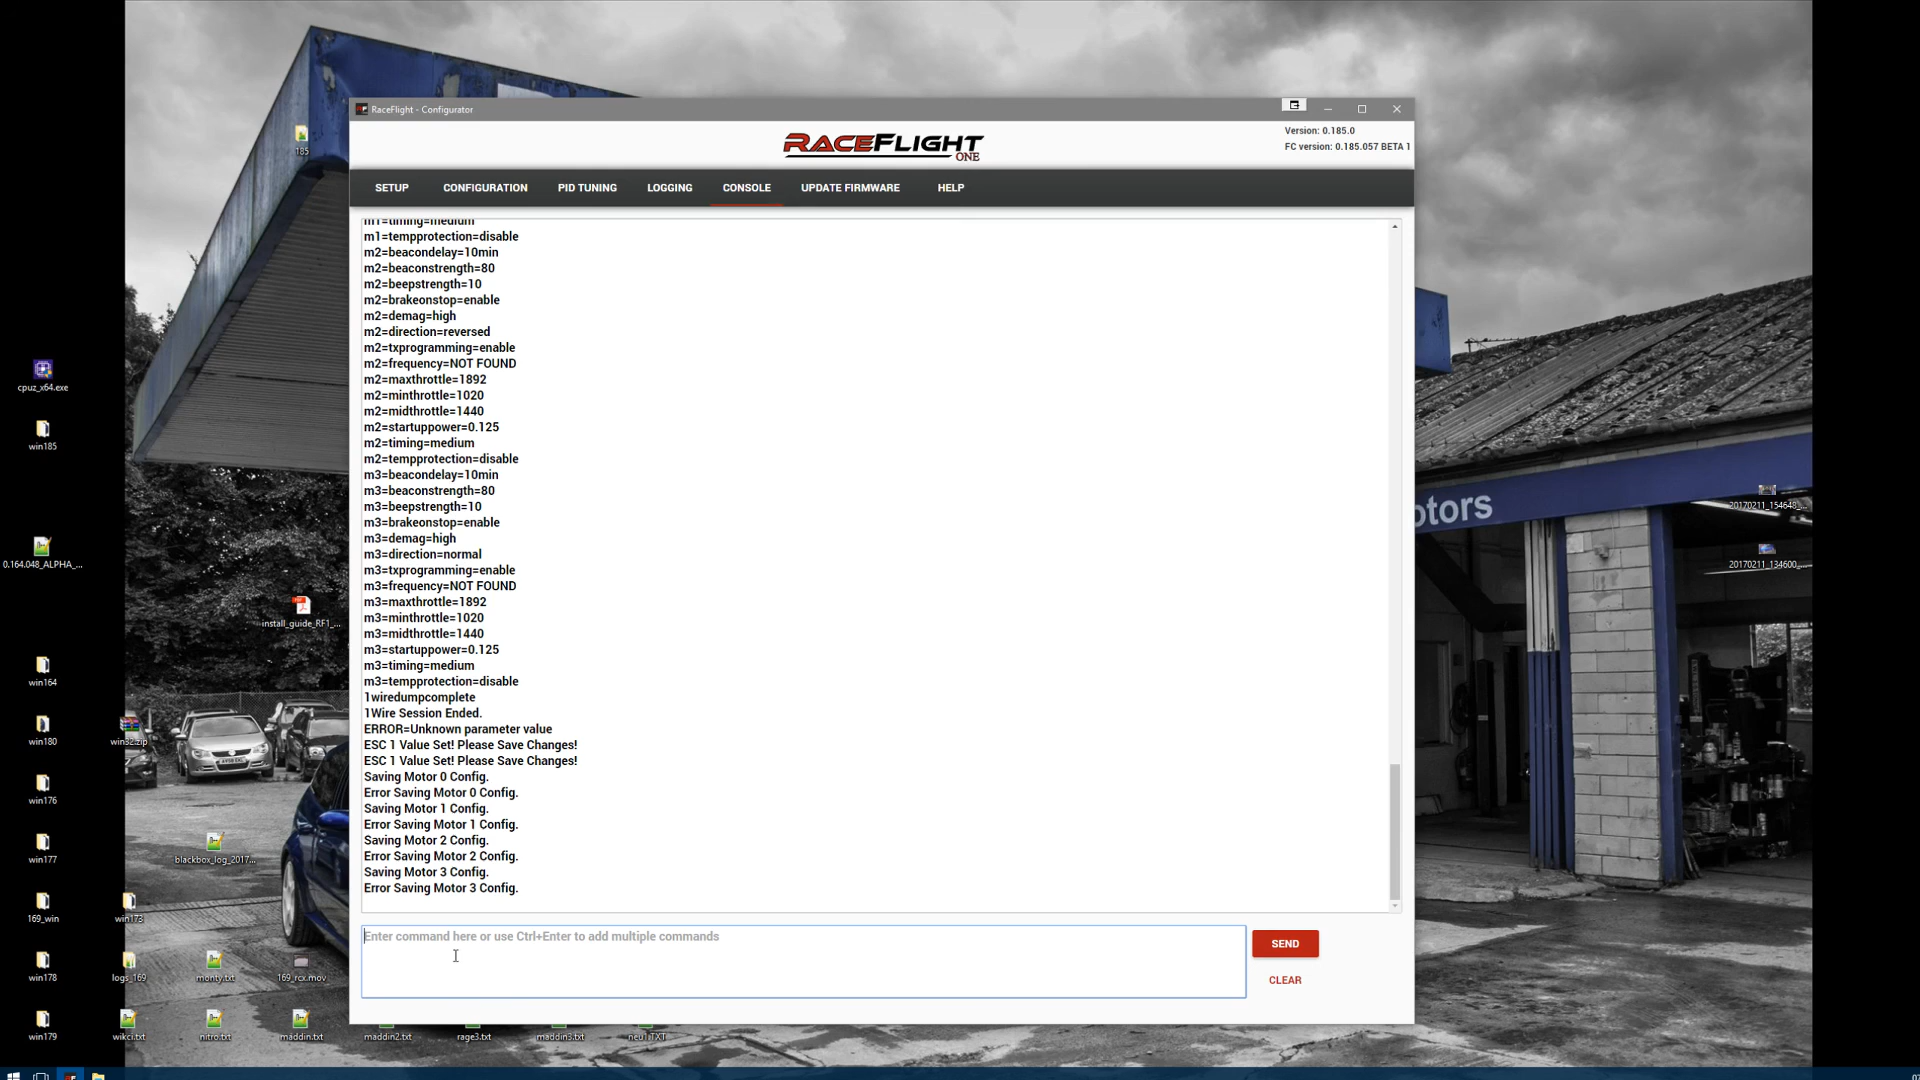 185
RaceFlight - Configurator
RACEFLIGHT
ONE
Version: 0.185.0
FC version: 0.185.057 BETA 1
SETUP CONFIGURATION PID TUNING LOGGING CONSOLE UPDATE FIRMWARE HELP
m1=timing=medium
m1=tempprotection=disable
m2=beacondelay=10min
m2=beaconstrength=80
m2=beepstrength=10
m2=brakeonstop=enable
m2=demag=high
m2=direction=reversed
m2=txprogramming=enable
m2=frequency=NOT FOUND
m2=maxthrottle=1892
m2=minthrottle=1020
m2=midthrottle=1440
m2=startuppower=0.125
m2=timing=medium
m2=tempprotection=disable
m3=beacondelay=10min
m3=beaconstrength=80
m3=beepstrength=10
m3=brakeonstop=enable
m3=demag=high
m3=direction=normal
m3=txprogramming=enable
m3=frequency=NOT FOUND
m3=maxthrottle=1892
m3=minthrottle=1020
m3=midthrottle=1440
m3=startuppower=0.125
m3=timing=medium
m3=tempprotection=disable
1wiredumpcomplete
1Wire Session Ended.
ERROR=Unknown parameter value
ESC 1 Value Set! Please Save Changes!
ESC 1 Value Set! Please Save Changes!
Saving Motor 0 Config.
Error Saving Motor 0 Config.
Saving Motor 1 Config.
Error Saving Motor 1 Config.
Saving Motor 2 Config.
Error Saving Motor 2 Config.
Saving Motor 3 Config.
Error Saving Motor 3 Config.
Enter command here or use Ctrl+Enter to add multiple commands
SEND
CLEAR
cpuz_x64.exe
win185
0.164.048_ALPHA_...
install_guide_RF1_...
win164
win180
win32.zip
win176
win177
blackbox_log_2017...
169_win
win173
win178
logs_169
monty.txt
169_rcx.mov
win179
wikci.txt
nitro.txt
maddin.txt
maddin2.txt
rage3.txt
maddin3.txt
neu1.TXT
otors
20170211_154648_...
20170211_134600_...